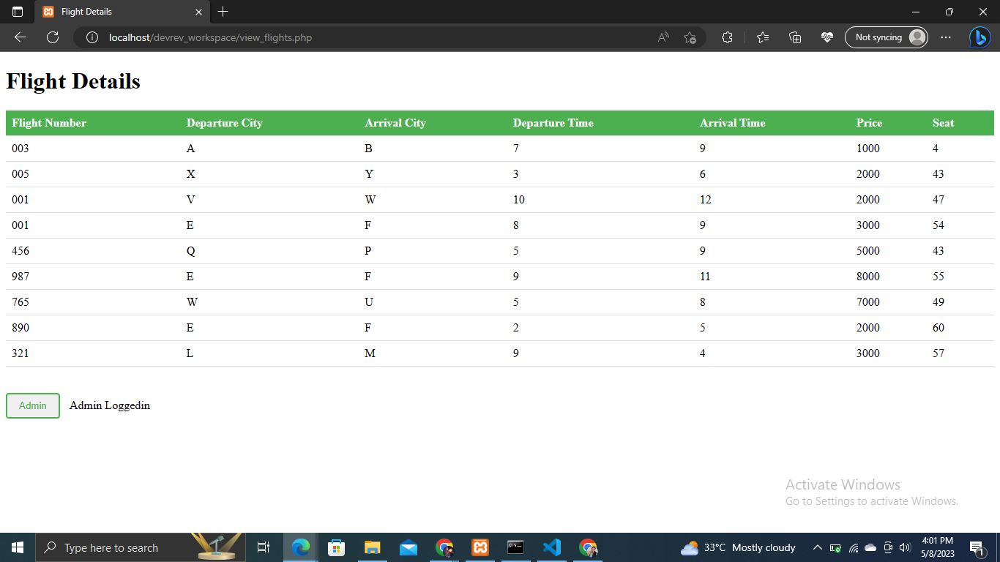 Flight Details
localhost/devrev_workspace/view_flights.php
Not syncing
Flight Details
Flight Number Departure City Arrival City Departure Time Arrival Time Price Seat
003 A B 7 9 1000 4
005 X Y 3 6 2000 43
001 V W 10 12 2000 47
001 E F 8 9 3000 54
456 Q P 5 9 5000 43
987 E F 9 11 8000 55
765 W U 5 8 7000 49
890 E F 2 5 2000 60
321 L M 9 4 3000 57
Admin Admin Loggedin
Activate Windows
Go to Settings to activate Windows.
Type here to search
33°C Mostly cloudy
4:01 PM
5/8/2023
1